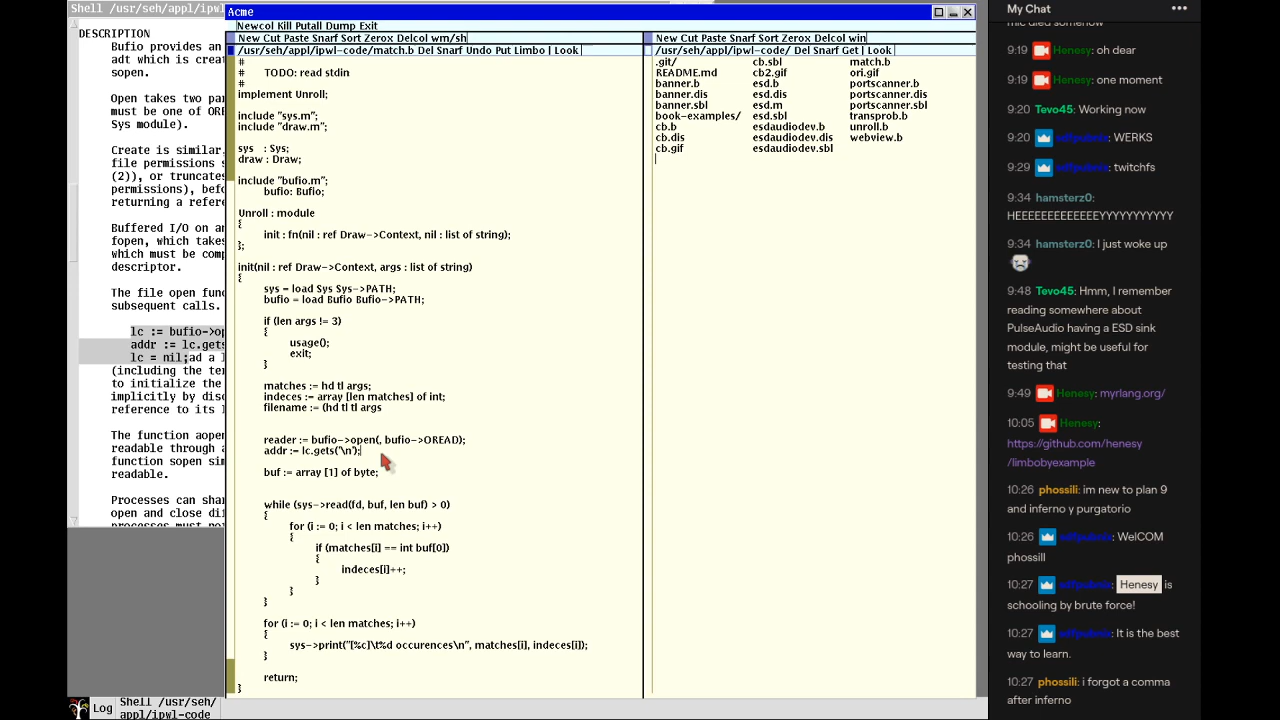 Shell /usr/seh/appl/ipwl
DESCRIPTION
Bufio provides an
adt which is creat
sopen.
Open takes two par
must be one of ORE
Sys module).
Create is similar.
file permissions s
(2)), or truncates
permissions), befo
returning a refere
Buffered I/O on an
fopen, which takes
which must be comp
descriptor.
The file open func
subsequent calls.
lc := bufio->op
addr := lc.gets
lc = nil;ad a l
(including the ter
to initialize the
implicitly by disc
reference to its I
The function aopen
readable through a
function sopen sim
readable.
Processes can shar
open and close dif
processes must not
Acme
Newcol Kill Putall Dump Exit
New Cut Paste Snarf Sort Zerox Delcol wm/sh
/usr/seh/appl/ipwl-code/match.b Del Snarf Undo Put Limbo | Look
#
# TODO: read stdin
#
implement Unroll;
include "sys.m";
include "draw.m";
sys : Sys;
draw : Draw;
include "bufio.m";
bufio: Bufio;
Unroll : module
{
init : fn(nil : ref Draw->Context, nil : list of string);
};
init(nil : ref Draw->Context, args : list of string)
{
sys = load Sys Sys->PATH;
bufio = load Bufio Bufio->PATH;
if (len args != 3)
{
usage();
exit;
}
matches := hd tl args;
indeces := array [len matches] of int;
filename := (hd tl tl args
reader := bufio->open(, bufio->OREAD);
addr := lc.gets('\n');
buf := array [1] of byte;
while (sys->read(fd, buf, len buf) > 0)
{
for (i := 0; i < len matches; i++)
{
if (matches[i] == int buf[0])
{
indeces[i]++;
}
}
}
for (i := 0; i < len matches; i++)
{
sys->print("[%c]\t%d occurences\n", matches[i], indeces[i]);
}
return;
}
New Cut Paste Snarf Sort Zerox Delcol win
/usr/seh/appl/ipwl-code/ Del Snarf Get | Look
.git/ cb.sbl match.b
README.md cb2.gif ori.gif
banner.b esd.b portscanner.b
banner.dis esd.dis portscanner.dis
banner.sbl esd.m portscanner.sbl
book-examples/ esd.sbl transprob.b
cb.b esdaudiodev.b unroll.b
cb.dis esdaudiodev.dis webview.b
cb.gif esdaudiodev.sbl
Log
Shell /usr/seh/
appl/ipwl-code
My Chat
mic died somehow
9:19 Henesy: oh dear
9:19 Henesy: one moment
9:20 Tevo45: Working now
9:20 WERKS
9:29 twitchfs
9:34 hamsterz0:
HEEEEEEEEEEEEYYYYYYYYYYY
9:34 hamsterz0: I just woke up
9:48 Tevo45: Hmm, I remember
reading somewhere about
PulseAudio having a ESD sink
module, might be useful for
testing that
9:49 Henesy: myrlang.org/
10:05 Henesy:
https://github.com/henesy
/limbobyexample
10:26 phossili: im new to plan 9
and inferno y purgatorio
10:26 WelCOM
phossill
10:27 Henesy is
schooling by brute force!
10:27 It is the best
way to learn.
10:27 phossili: i forgot a comma
after inferno